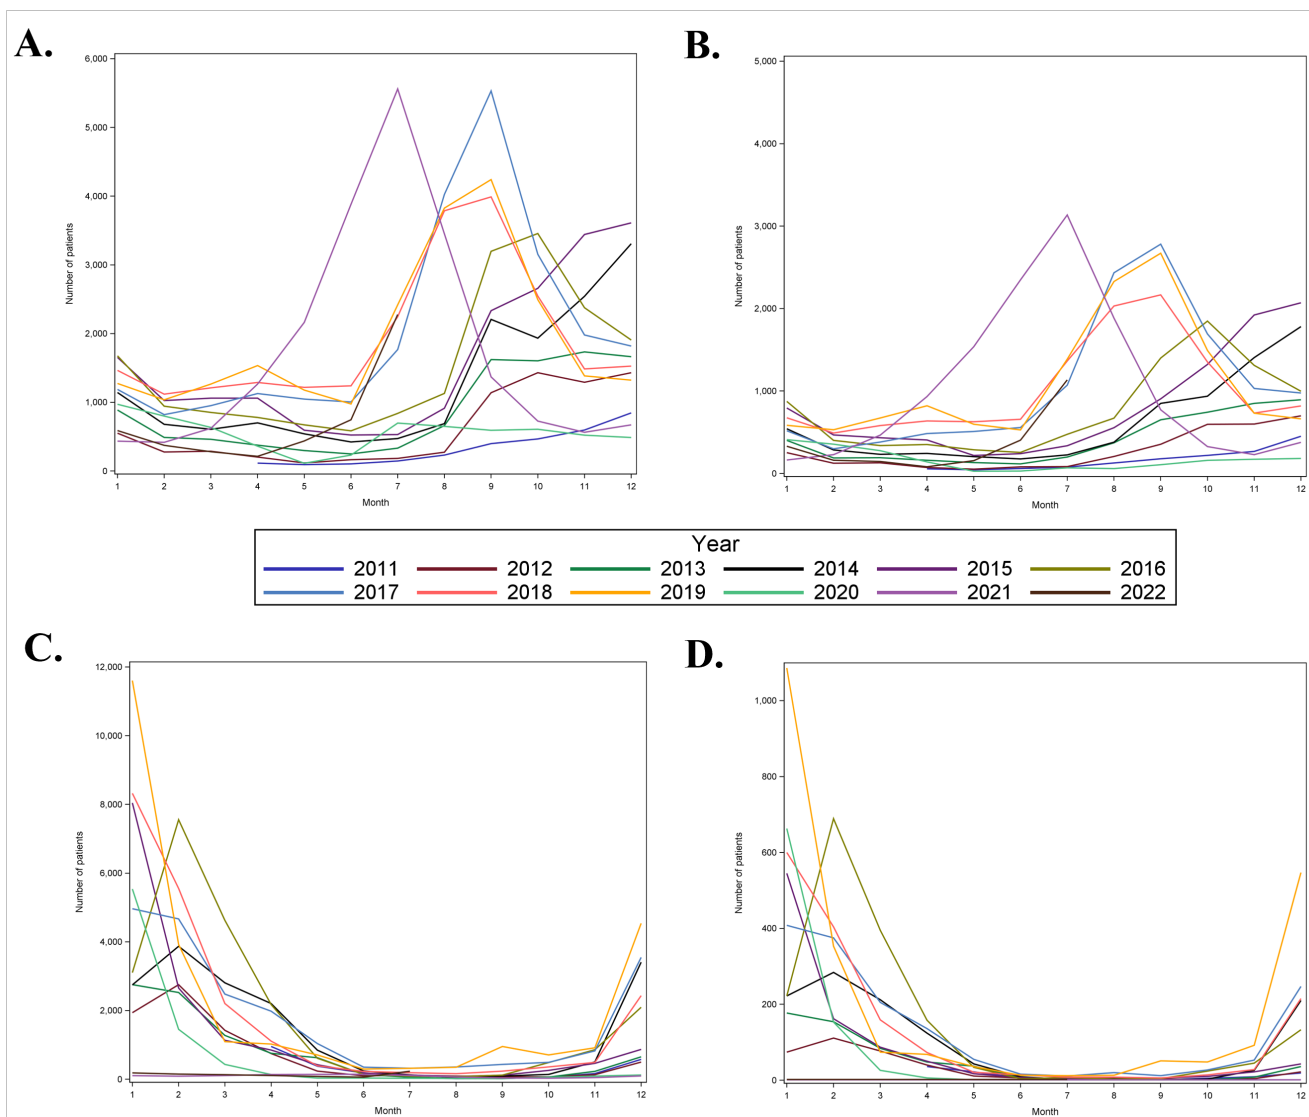 A.
6,000
5,000
4,000
3,000
2,000
1,000
0
Number of patients
1 2 3 4 5 6 7 8 9 10 11 12
Month
B.
5,000
4,000
3,000
2,000
1,000
0
Number of patients
1 2 3 4 5 6 7 8 9 10 11 12
Month
Year
2011 2012 2013 2014 2015 2016
2017 2018 2019 2020 2021 2022
C.
12,000
10,000
8,000
6,000
4,000
2,000
0
Number of patients
1 2 3 4 5 6 7 8 9 10 11 12
Month
D.
1,000
800
600
400
200
0
Number of patients
1 2 3 4 5 6 7 8 9 10 11 12
Month